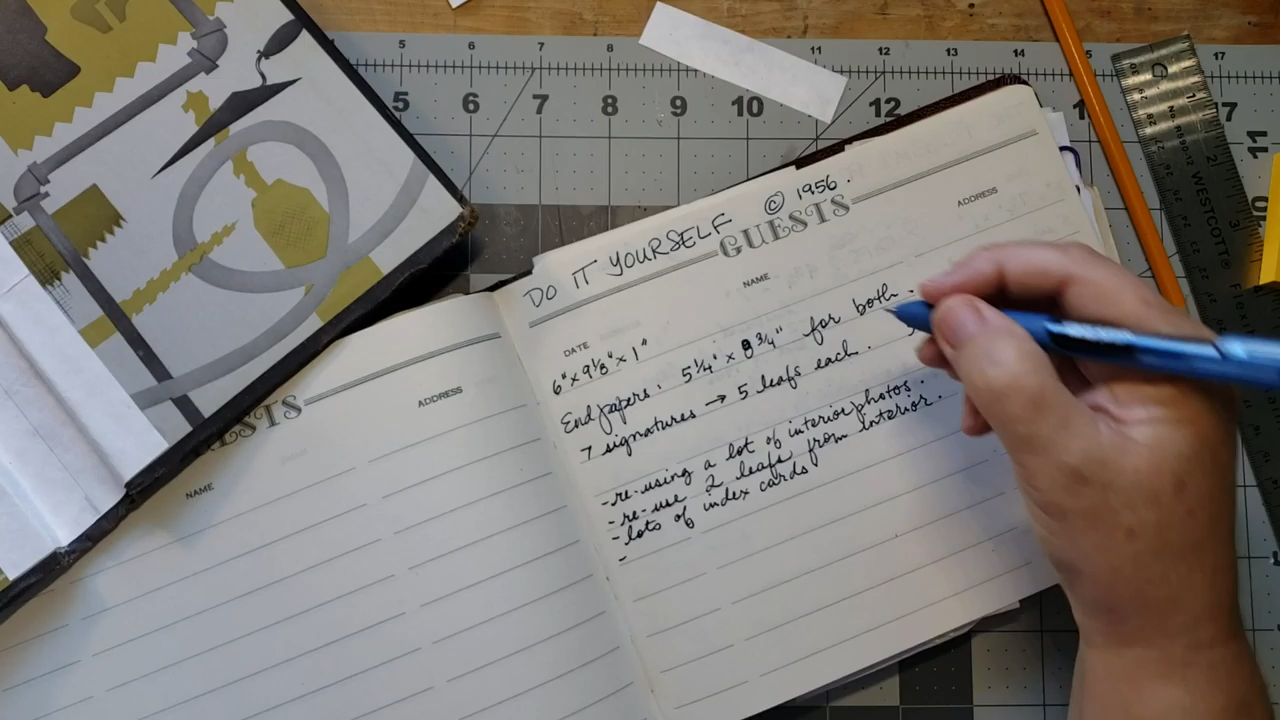 5 6 7 8 11 12 13 14 17
5 6 7 8 9 10 12 7
11
10
WESTCOTT®
DO IT YOURSELF © 1956.
GUESTS
DATE NAME ADDRESS
6" x 9 1/8" x 1"
End papers: 5 1/4" x 8 3/4" for both.
7 signatures → 5 leafs each.
- re-using a lot of interior photos.
- re-use 2 leafs from interior.
- lots of index cards
-
ESTS
NAME ADDRESS